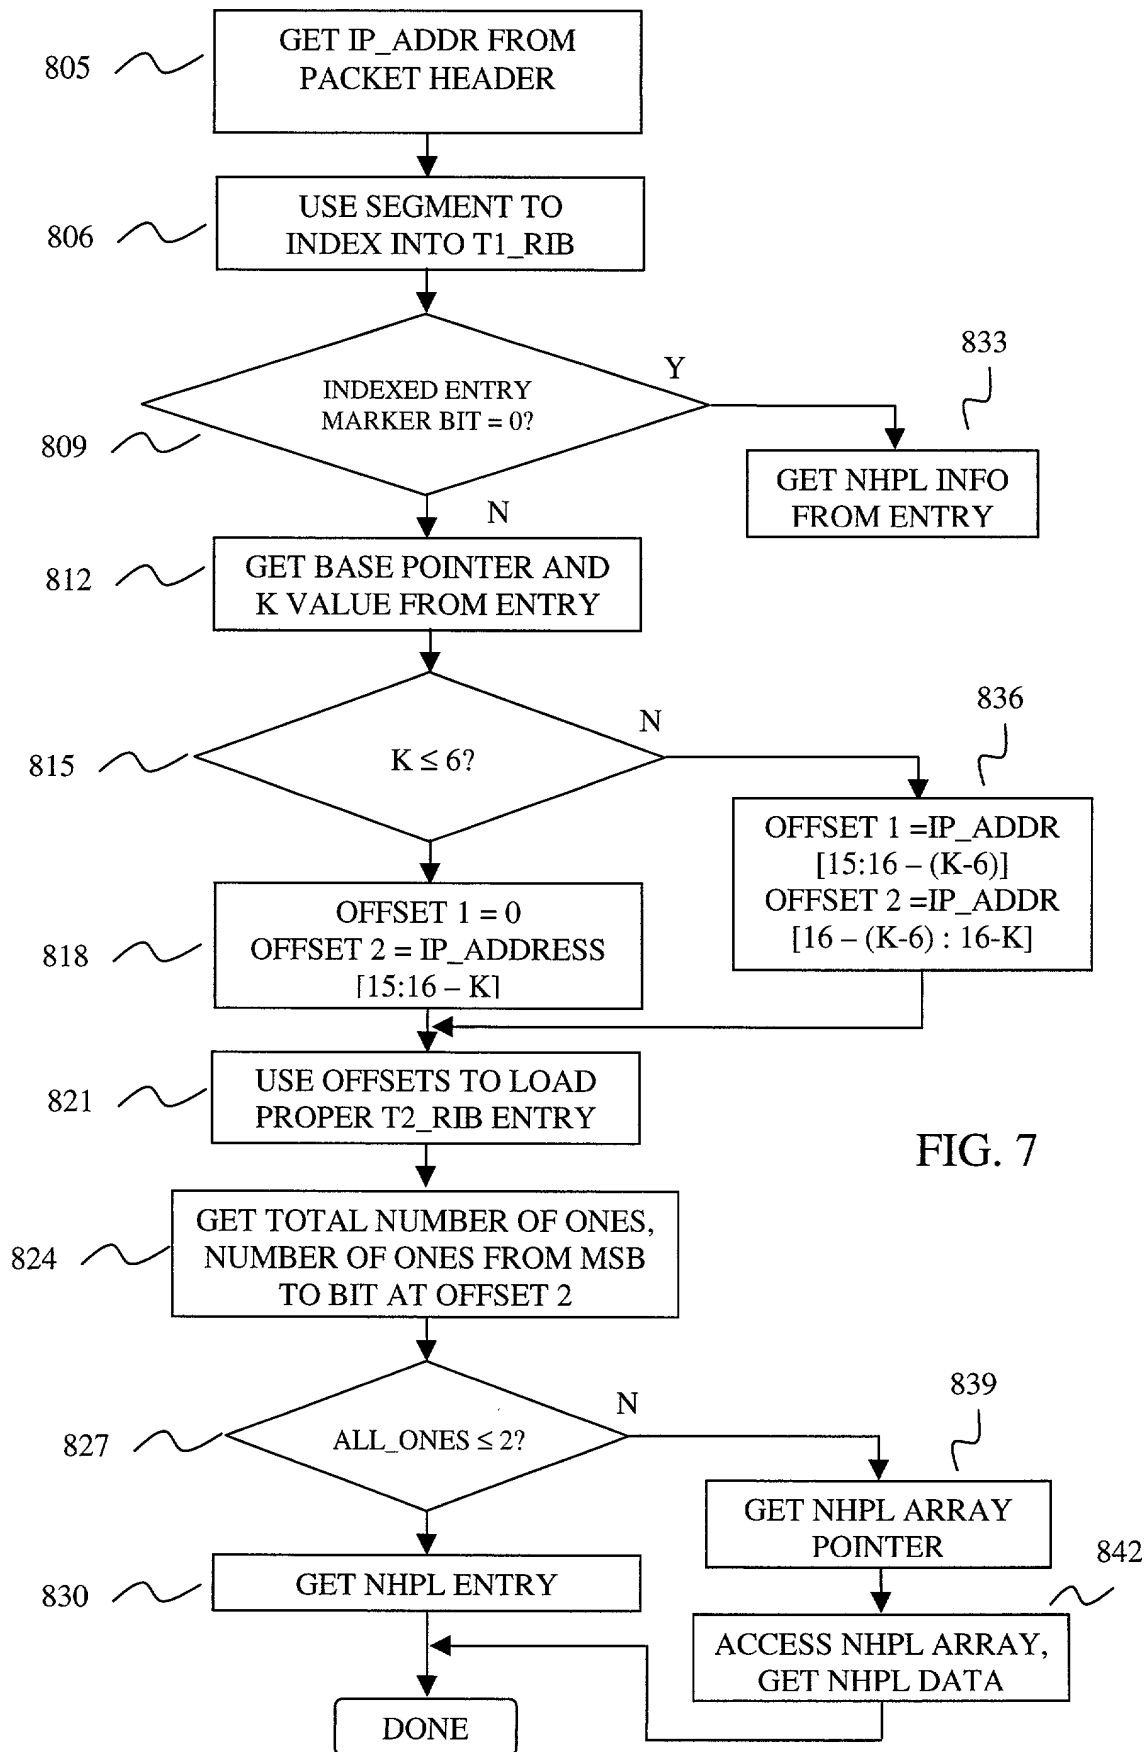 805
GET IP_ADDR FROM
PACKET HEADER
806
USE SEGMENT TO
INDEX INTO T1_RIB
809
INDEXED ENTRY
MARKER BIT = 0?
Y
N
833
GET NHPL INFO
FROM ENTRY
812
GET BASE POINTER AND
K VALUE FROM ENTRY
815
K ≤ 6?
N
836
OFFSET 1 =IP_ADDR
[15:16 – (K-6)]
OFFSET 2 =IP_ADDR
[16 – (K-6) : 16-K]
818
OFFSET 1 = 0
OFFSET 2 = IP_ADDRESS
[15:16 – K]
821
USE OFFSETS TO LOAD
PROPER T2_RIB ENTRY
FIG. 7
824
GET TOTAL NUMBER OF ONES,
NUMBER OF ONES FROM MSB
TO BIT AT OFFSET 2
827
ALL_ONES ≤ 2?
N
839
GET NHPL ARRAY
POINTER
830
GET NHPL ENTRY
842
ACCESS NHPL ARRAY,
GET NHPL DATA
DONE